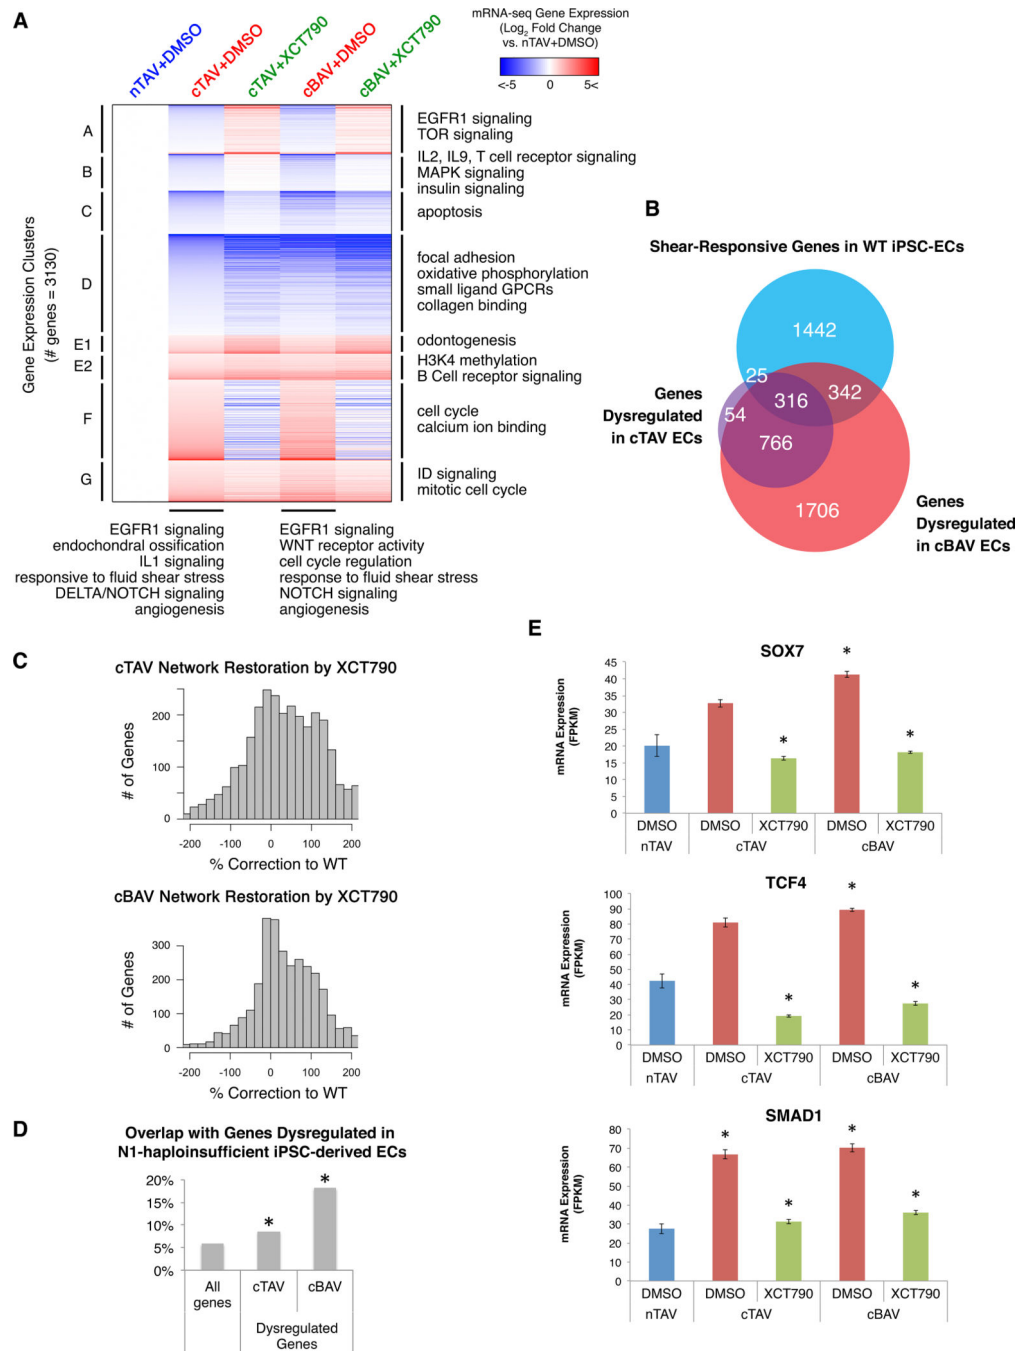 A
nTAV+DMSO
cTAV+DMSO
cTAV+XCT790
cBAV+DMSO
cBAV+XCT790
mRNA-seq Gene Expression
(Log2 Fold Change
vs. nTAV+DMSO)
<-5 0 5<
Gene Expression Clusters
(# genes = 3130)
A
B
C
D
E1
E2
F
G
EGFR1 signaling
TOR signaling
IL2, IL9, T cell receptor signaling
MAPK signaling
insulin signaling
apoptosis
focal adhesion
oxidative phosphorylation
small ligand GPCRs
collagen binding
odontogenesis
H3K4 methylation
B Cell receptor signaling
cell cycle
calcium ion binding
ID signaling
mitotic cell cycle
EGFR1 signaling
endochondral ossification
IL1 signaling
responsive to fluid shear stress
DELTA/NOTCH signaling
angiogenesis
EGFR1 signaling
WNT receptor activity
cell cycle regulation
response to fluid shear stress
NOTCH signaling
angiogenesis
B
Shear-Responsive Genes in WT iPSC-ECs
1442
25
316
342
54
766
1706
Genes
Dysregulated
in cTAV ECs
Genes
Dysregulated
in cBAV ECs
C
cTAV Network Restoration by XCT790
# of Genes
200
100
0
-200 -100 0 100 200
% Correction to WT
cBAV Network Restoration by XCT790
# of Genes
300
200
100
0
-200 -100 0 100 200
% Correction to WT
D
Overlap with Genes Dysregulated in
N1-haploinsufficient iPSC-derived ECs
20%
15%
10%
5%
0%
* *
All
genes
cTAV cBAV
Dysregulated
Genes
E
SOX7
mRNA Expression
(FPKM)
45
40
35
30
25
20
15
10
5
0
* * *
DMSO DMSO XCT790 DMSO XCT790
nTAV cTAV cBAV
TCF4
mRNA Expression
(FPKM)
100
90
80
70
60
50
40
30
20
10
0
* * *
DMSO DMSO XCT790 DMSO XCT790
nTAV cTAV cBAV
SMAD1
mRNA Expression
(FPKM)
80
70
60
50
40
30
20
10
0
* * * *
DMSO DMSO XCT790 DMSO XCT790
nTAV cTAV cBAV